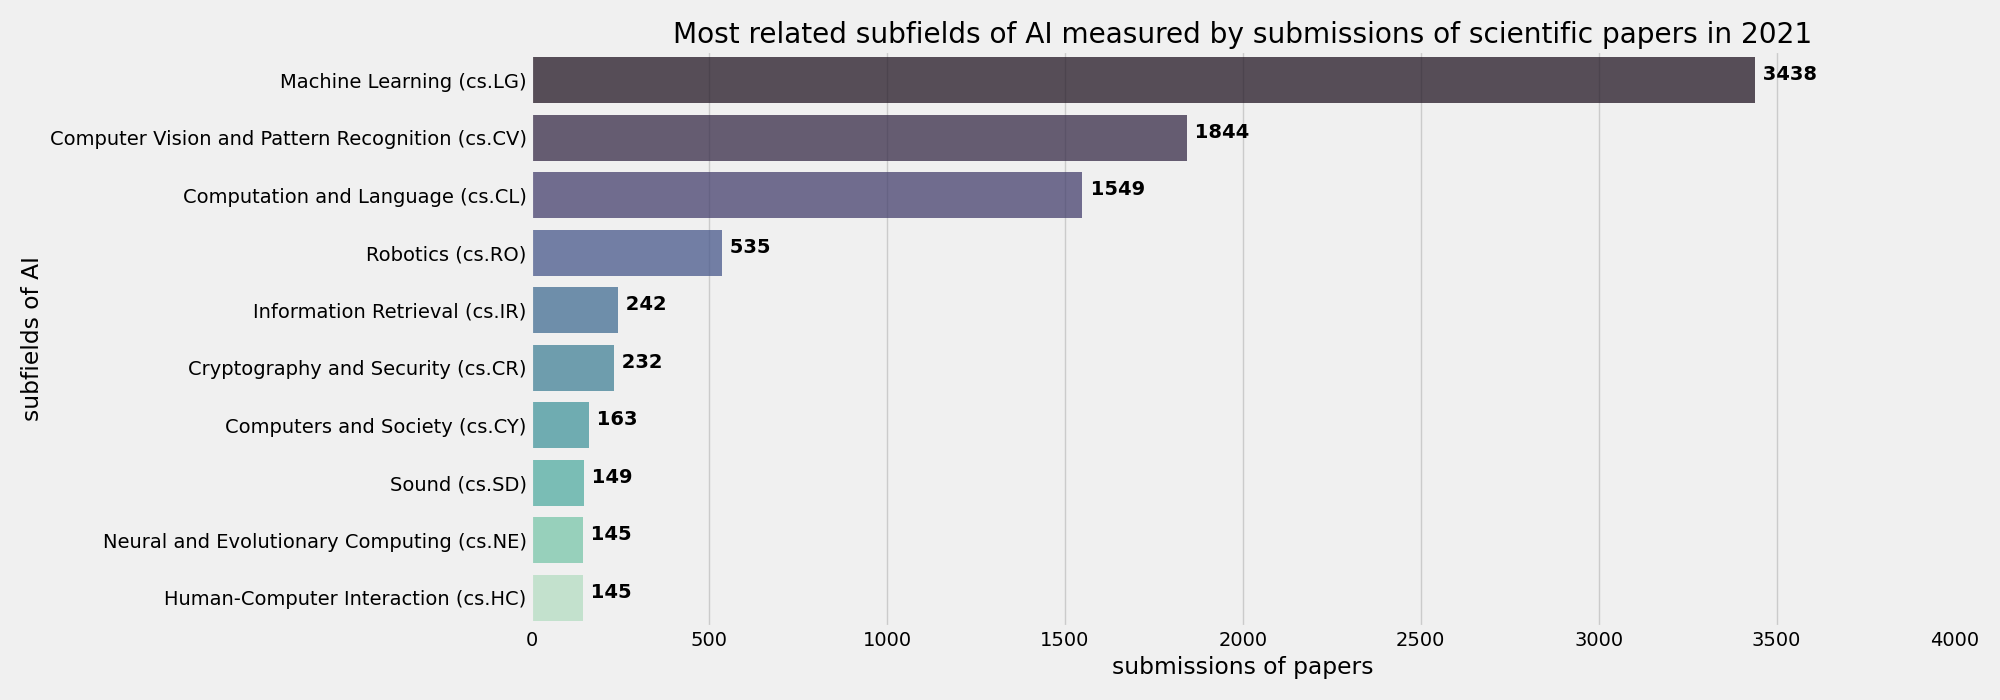 Most related subfields of AI measured by submissions of scientific papers in 2021
subfields of AI
Machine Learning (cs.LG) 3438
Computer Vision and Pattern Recognition (cs.CV) 1844
Computation and Language (cs.CL) 1549
Robotics (cs.RO) 535
Information Retrieval (cs.IR) 242
Cryptography and Security (cs.CR) 232
Computers and Society (cs.CY) 163
Sound (cs.SD) 149
Neural and Evolutionary Computing (cs.NE) 145
Human-Computer Interaction (cs.HC) 145
0 500 1000 1500 2000 2500 3000 3500 4000
submissions of papers